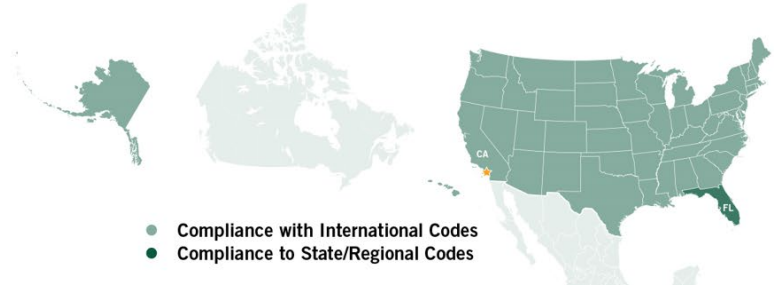 CA
FL
Compliance with International Codes
Compliance to State/Regional Codes